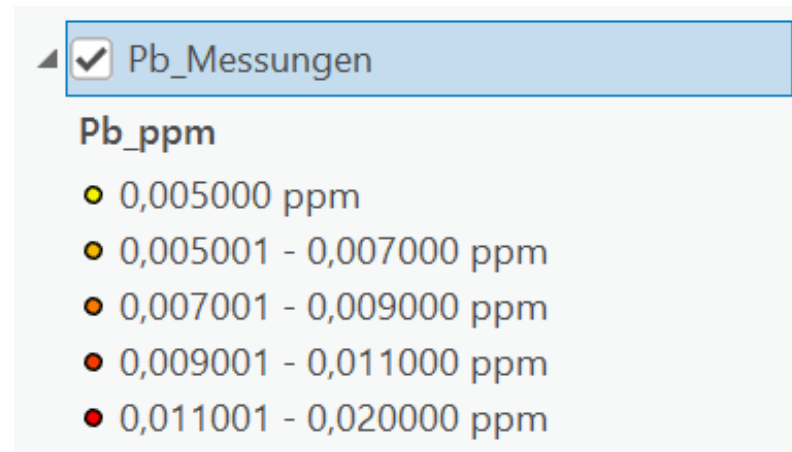 Pb_Messungen
Pb_ppm
0,005000 ppm
0,005001 - 0,007000 ppm
0,007001 - 0,009000 ppm
0,009001 - 0,011000 ppm
0,011001 - 0,020000 ppm